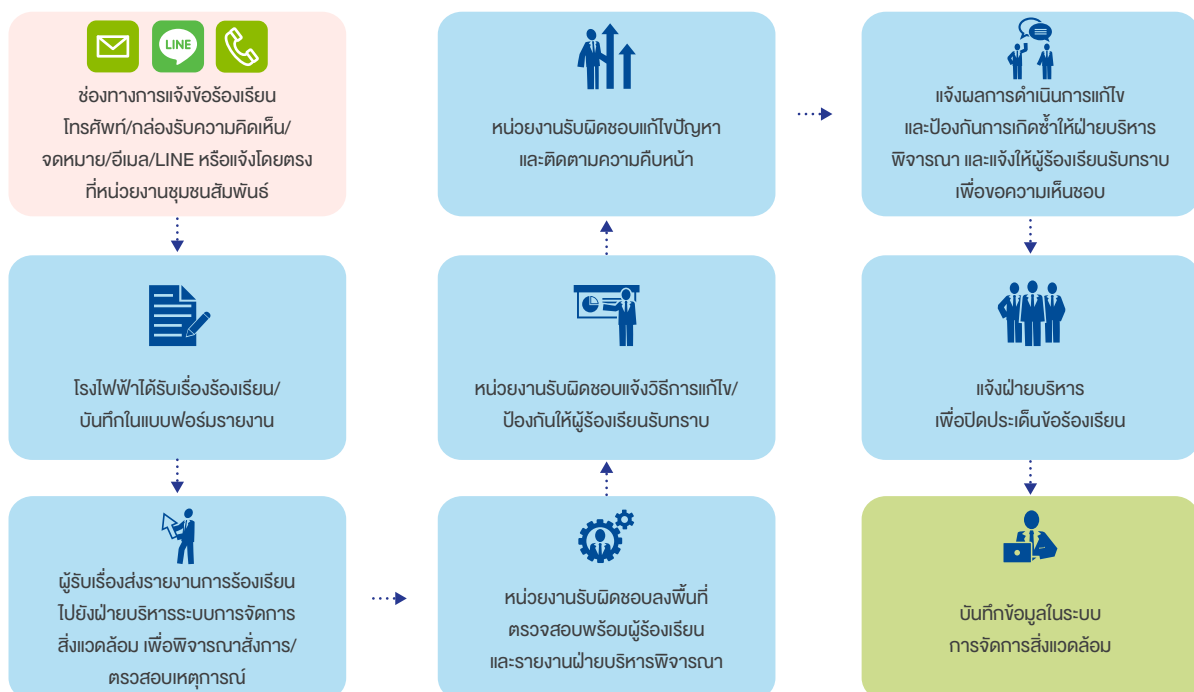 LINE
ช่องทางการแจ้งข้อร้องเรียน
โทรศัพท์/กล่องรับความคิดเห็น/
จดหมาย/อีเมล/LINE หรือแจ้งโดยตรง
ที่หน่วยงานชุมชนสัมพันธ์
โรงไฟฟ้าได้รับเรื่องร้องเรียน/
บันทึกในแบบฟอร์มรายงาน
ผู้รับเรื่องส่งรายงานการร้องเรียน
ไปยังฝ่ายบริหารระบบการจัดการ
สิ่งแวดล้อม เพื่อพิจารณาสั่งการ/
ตรวสอบเหตุการณ์
หน่วยงานรับผิดชอบลงพื้นที่
ตรวจสอบพร้อมผู้ร้องเรียน
และรายงานฝ่ายบริหารพิจารณา
หน่วยงานรับผิดชอบแจ้งวิธีการแก้ไข/
ป้องกันให้ผู้ร้องเรียนรับทราบ
หน่วยงานรับผิดชอบแก้ไขปัญหา
และติดตามความคืบหน้า
แจ้งผลการดำเนินการแก้ไข
และป้องกันการเกิดซ้ำให้ฝ่ายบริหาร
พิจารณา และแจ้งให้ผู้ร้องเรียนรับทราบ
เพื่อขอความเห็นชอบ
แจ้งฝ่ายบริหาร
เพื่อปิดประเด็นข้อร้องเรียน
บันทึกข้อมูลในระบบ
การจัดการสิ่งแวดล้อม